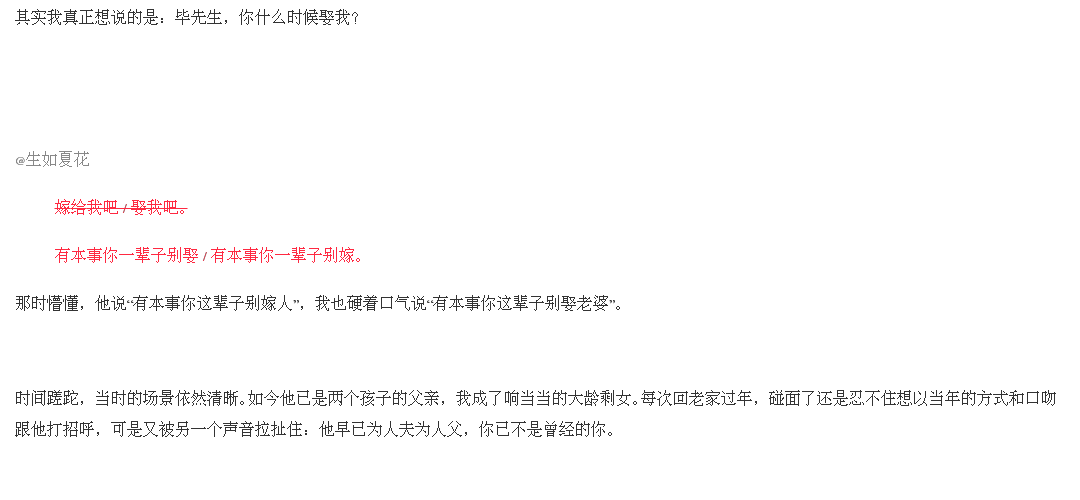 其实我真正想说的是：毕先生，你什么时候娶我？
@生如夏花
嫁给我吧 / 娶我吧。
有本事你一辈子别娶 / 有本事你一辈子别嫁。
那时懵懂，他说“有本事你这辈子别嫁人”，我也硬着口气说“有本事你这辈子别娶老婆”。
时间蹉跎，当时的场景依然清晰。如今他已是两个孩子的父亲，我成了响当当的大龄剩女。每次回老家过年，碰面了还是忍不住想以当年的方式和口吻
跟他打招呼，可是又被另一个声音拉扯住：他早已为人夫为人父，你已不是曾经的你。